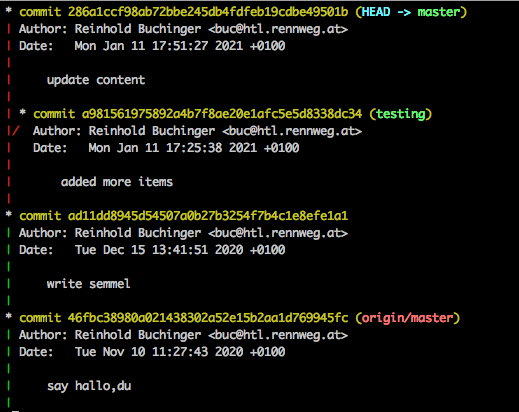 * commit 286a1ccf98ab72bbe245db4fdfeb19cdbe49501b (HEAD -> master)
| Author: Reinhold Buchinger <buc@htl.rennweg.at>
| Date:   Mon Jan 11 17:51:27 2021 +0100
|
|     update content
|
| * commit a981561975892a4b7f8ae20e1afc5e5d8338dc34 (testing)
|/  Author: Reinhold Buchinger <buc@htl.rennweg.at>
|   Date:   Mon Jan 11 17:25:38 2021 +0100
|
|       added more items
|
* commit ad11dd8945d54507a0b27b3254f7b4c1e8efe1a1
| Author: Reinhold Buchinger <buc@htl.rennweg.at>
| Date:   Tue Dec 15 13:41:51 2020 +0100
|
|     write semmel
|
* commit 46fbc38980a021438302a52e15b2aa1d769945fc (origin/master)
| Author: Reinhold Buchinger <buc@htl.rennweg.at>
| Date:   Tue Nov 10 11:27:43 2020 +0100
|
|     say hallo,du
|